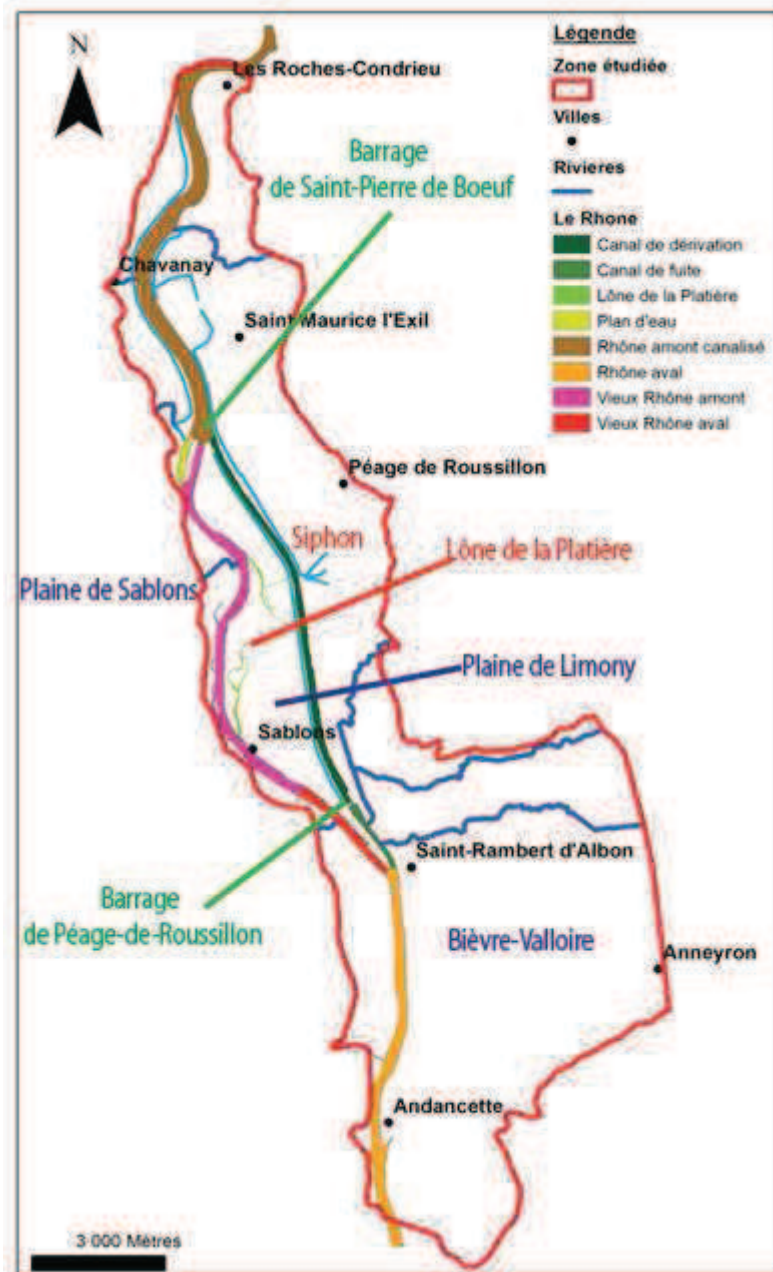 N
Les Roches-Condrieu
Barrage
de Saint-Pierre de Boeuf
Chavanay
Saint Maurice l'Exil
Péage de Roussillon
Siphon
Lône de la Platière
Plaine de Sablons
Plaine de Limony
Sablons
Saint-Rambert d'Albon
Barrage
de Péage-de-Roussillon
Bièvre-Valloire
Anneyron
Andancette
3 000 Mètres
Légende
Zone étudiée
Villes
Rivieres
Le Rhone
Canal de dérivation
Canal de fuite
Lône de la Platière
Plan d'eau
Rhône amont canalisé
Rhône aval
Vieux Rhône amont
Vieux Rhône aval